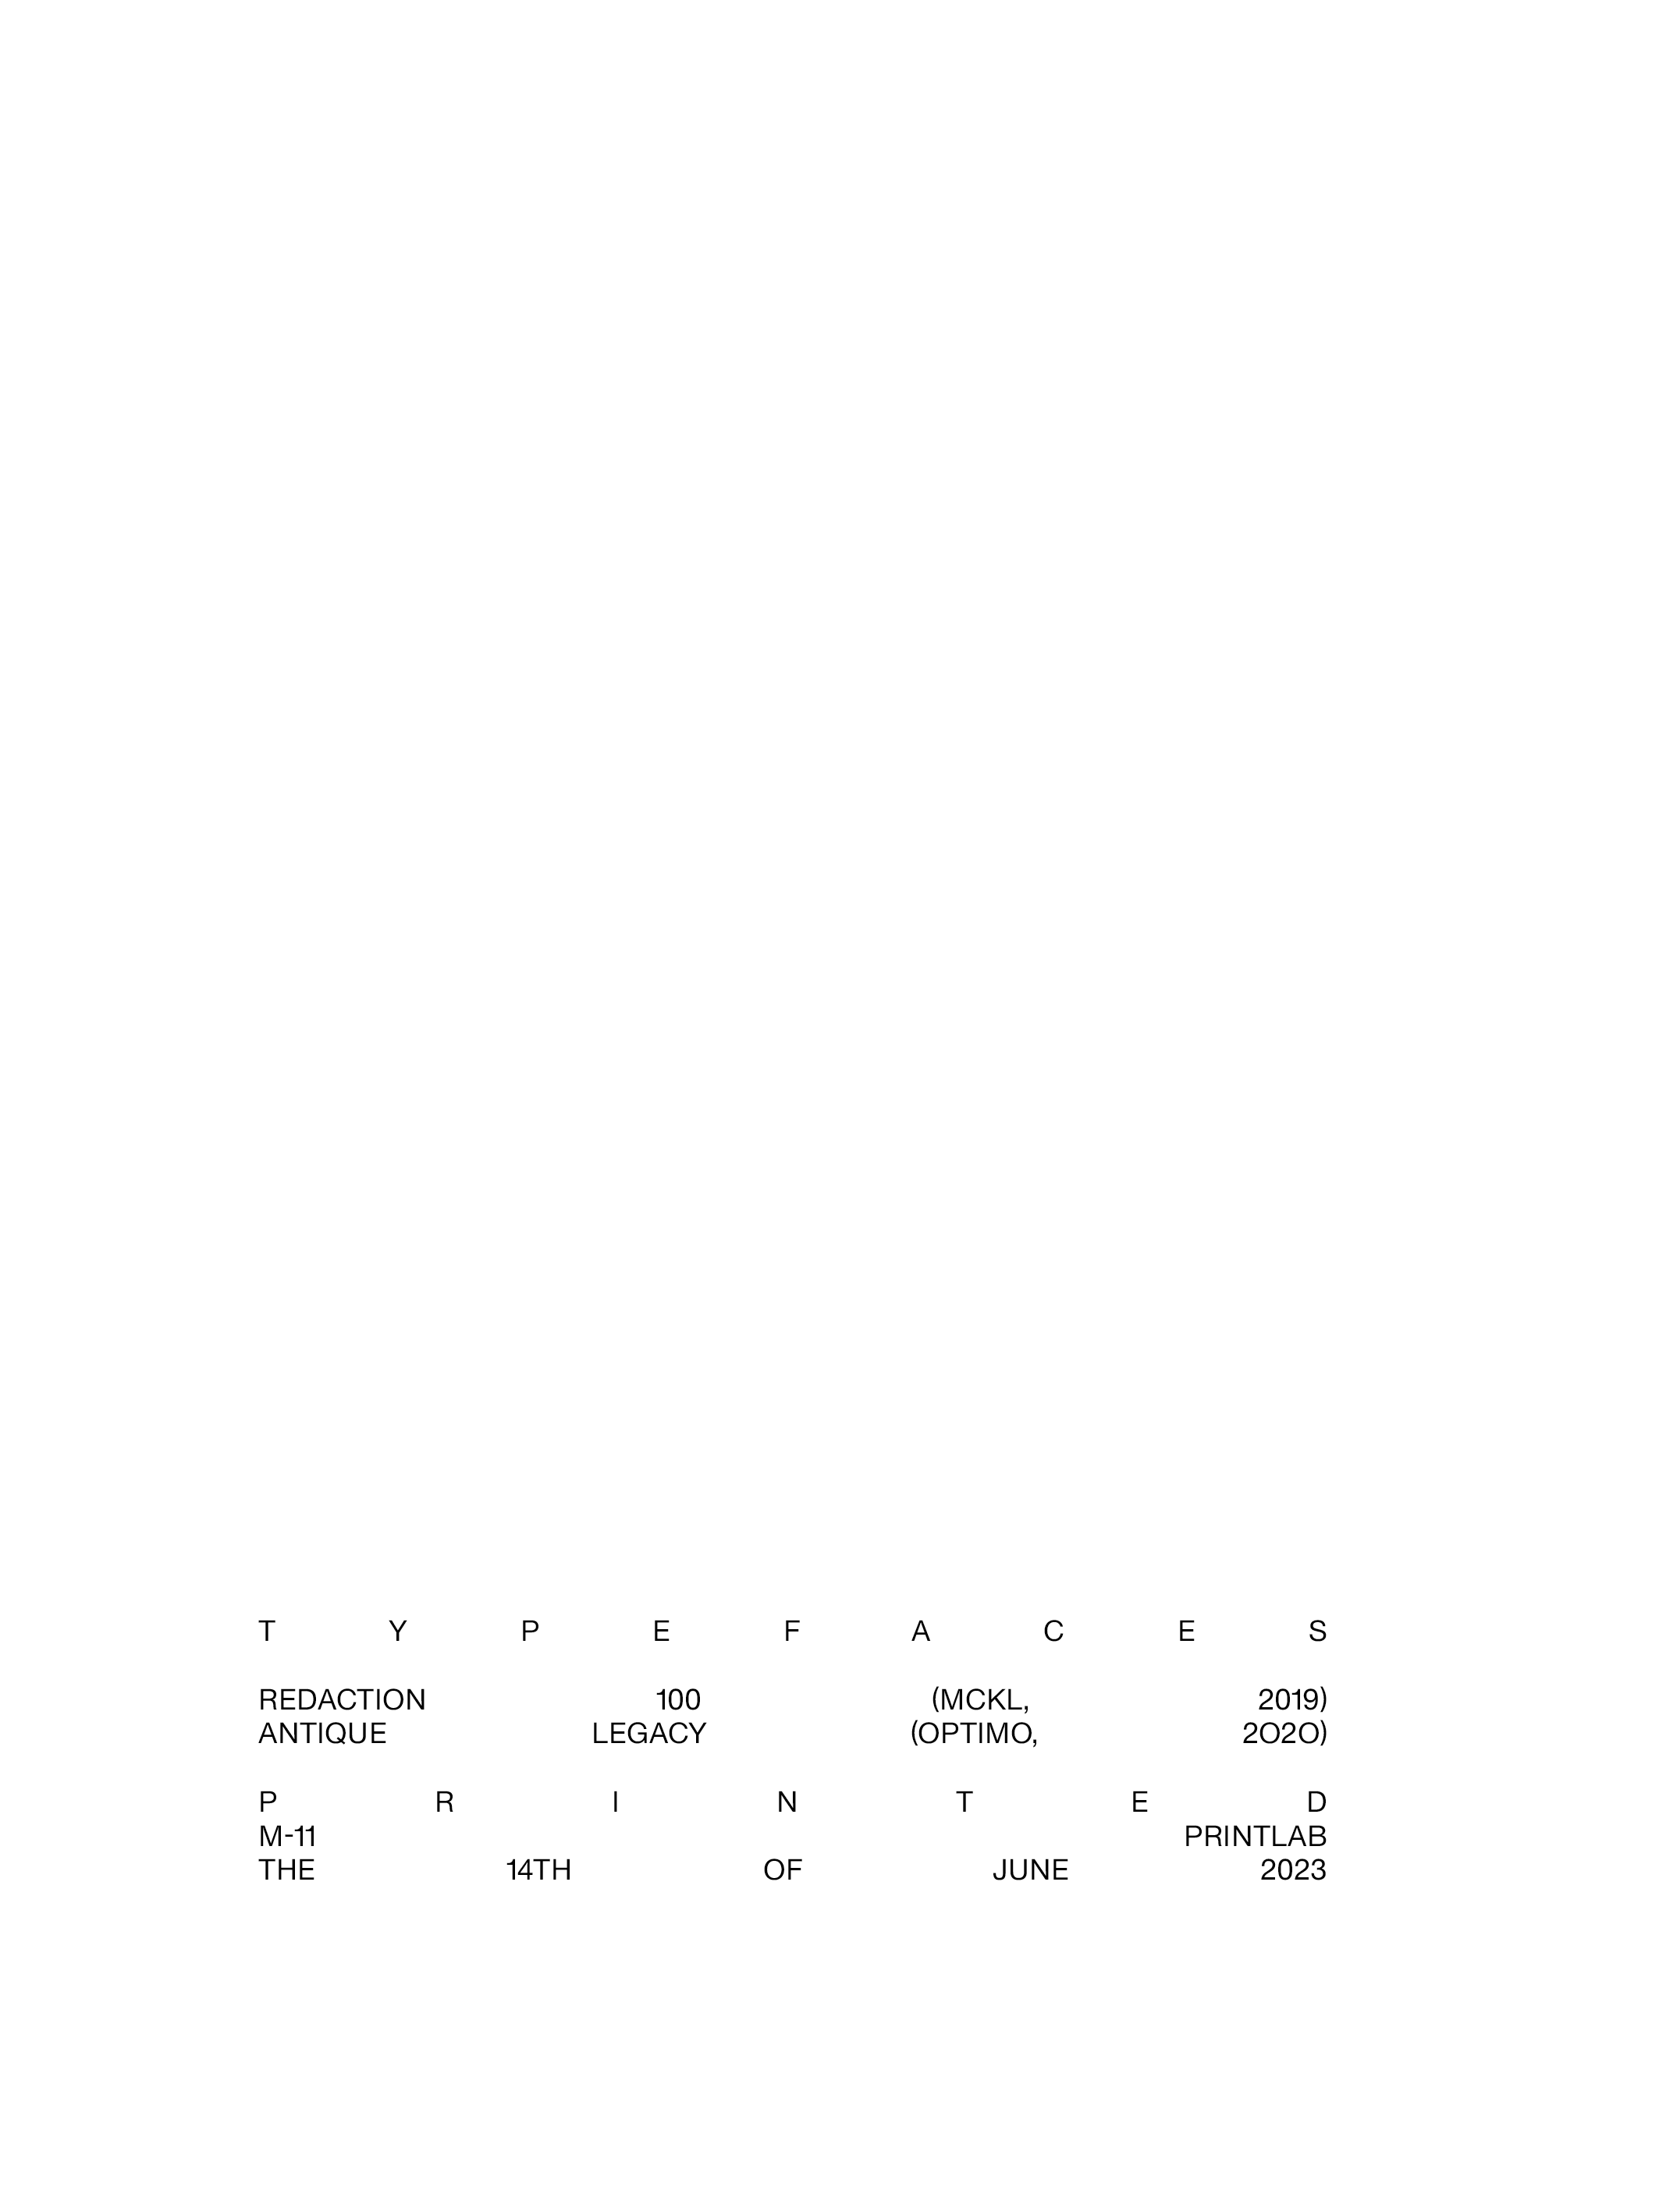 T Y P E F A C E S
REDACTION 100 (MCKL, 2019)
ANTIQUE LEGACY (OPTIMO, 2O2O)
P R I N T E D
M-11 PRINTLAB
THE 14TH OF JUNE 2023